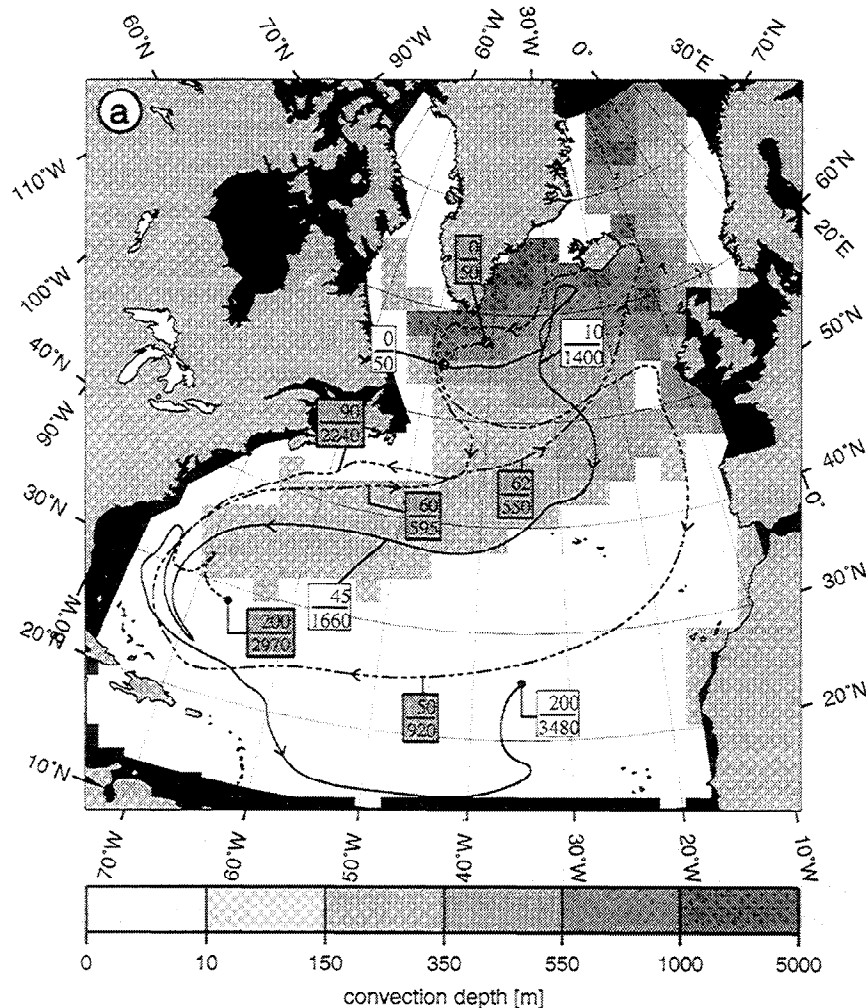 60°N 70°N 90°W 60°W 30°W 0° 30°E 70°N
a
110°W
60°N
20°E
100°W
0
50
50°N
0
50
10
1400
40°N
90°W
90
2240
40°N
0°
62
550
60
595
30°N
30°N
45
1660
80°W
20°N
200
2970
50
920
200
3480
20°N
10°N
70°W 60°W 50°W 40°W 30°W 20°W 10°W
0 10 150 350 550 1000 5000
convection depth [m]